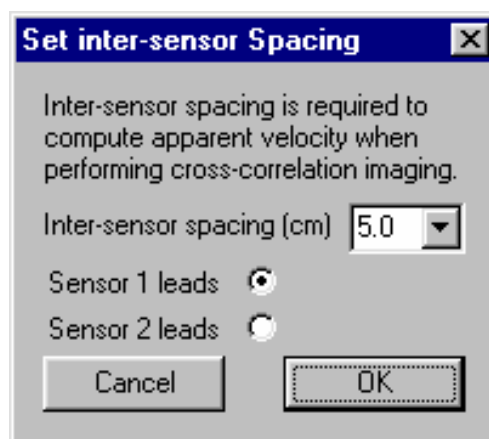 Set inter-sensor Spacing
Inter-sensor spacing is required to
compute apparent velocity when
performing cross-correlation imaging.
Inter-sensor spacing (cm) 5.0
Sensor 1 leads
Sensor 2 leads
Cancel OK